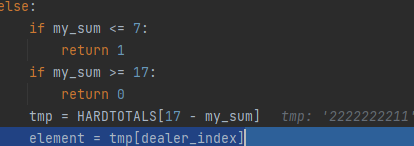 else:
    if my_sum <= 7:
        return 1
    if my_sum >= 17:
        return 0
    tmp = HARDTOTALS[17 - my_sum]   tmp: '2222222211'
    element = tmp[dealer_index]